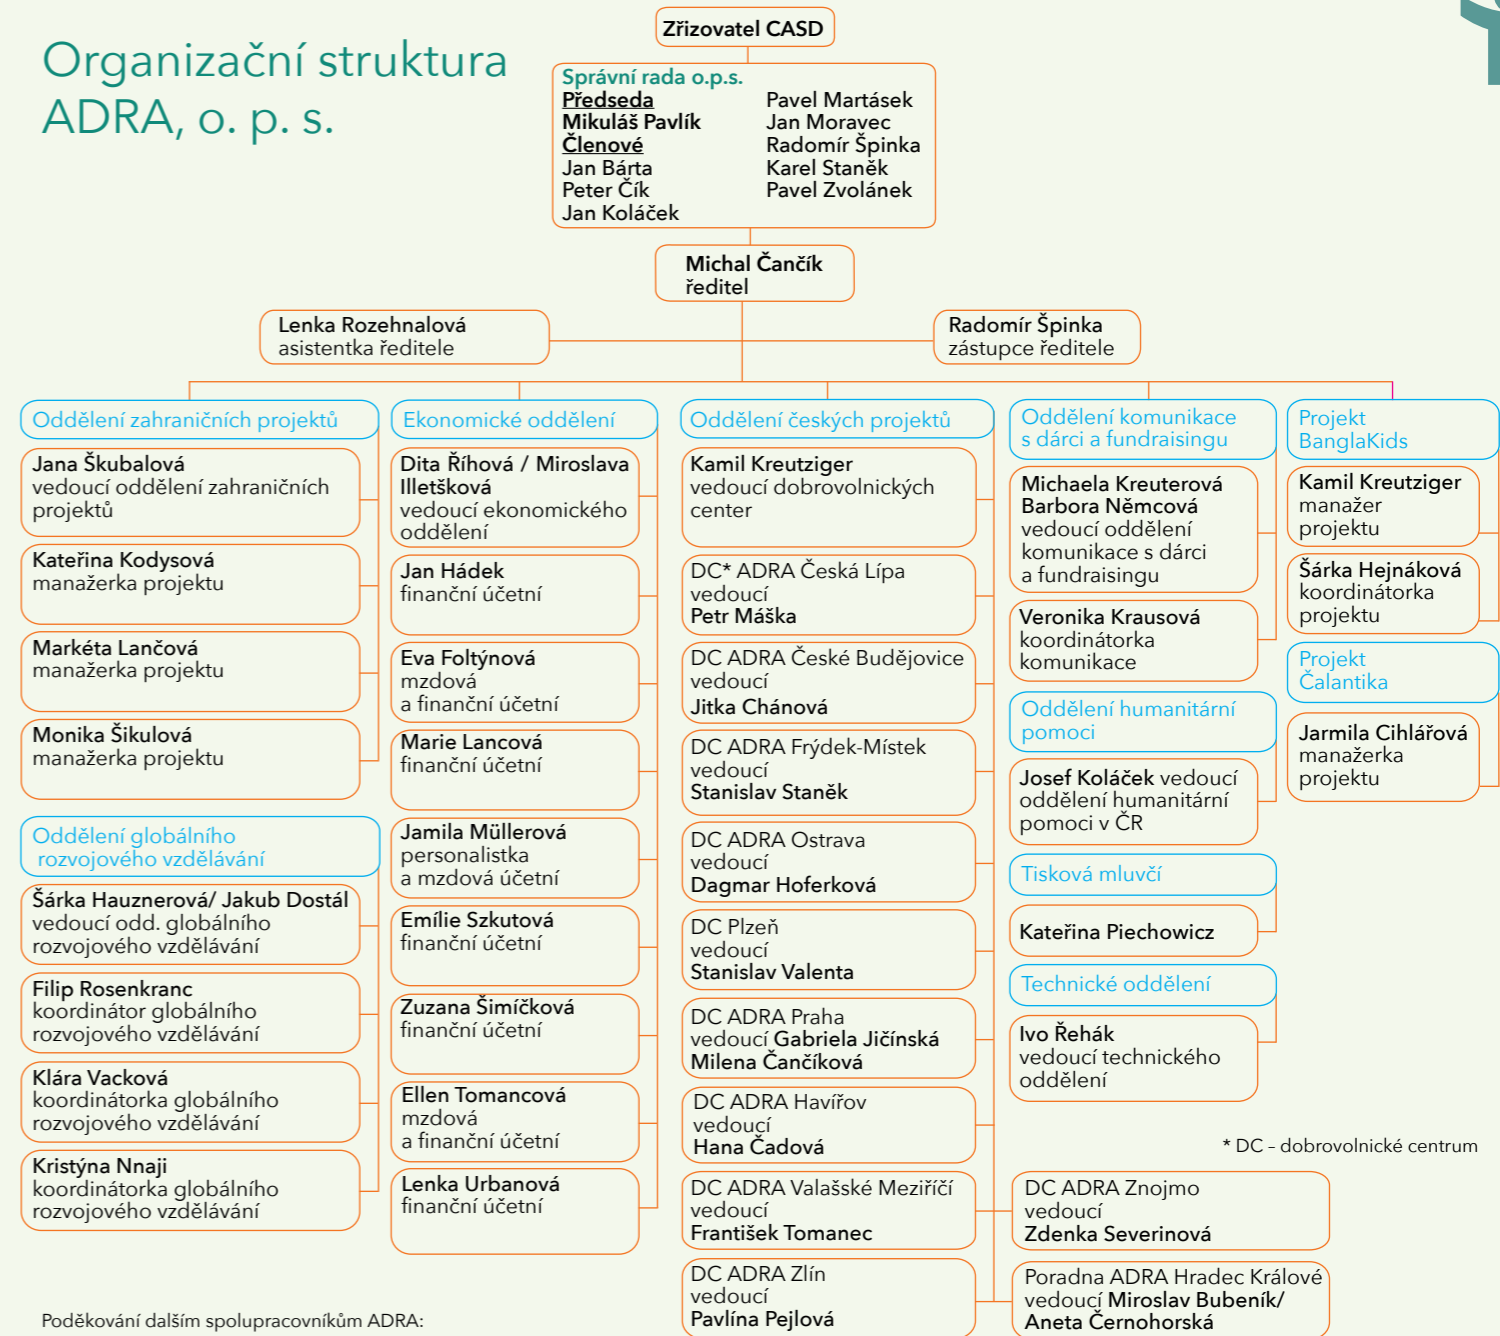 Organizační struktura
ADRA, o. p. s.
Zřizovatel CASD
Správní rada o.p.s.
Předseda
Mikuláš Pavlík
Členové
Jan Bárta
Peter Čík
Jan Koláček
Pavel Martásek
Jan Moravec
Radomír Špinka
Karel Staněk
Pavel Zvolánek
Michal Čančík
ředitel
Lenka Rozehnalová
asistentka ředitele
Radomír Špinka
zástupce ředitele
Oddělení zahraničních projektů
Jana Škubalová
vedoucí oddělení zahraničních
projektů
Kateřina Kodysová
manažerka projektu
Markéta Lančová
manažerka projektu
Monika Šikulová
manažerka projektu
Oddělení globálního
rozvojového vzdělávání
Šárka Hauznerová/ Jakub Dostál
vedoucí odd. globálního
rozvojového vzdělávání
Filip Rosenkranc
koordinátor globálního
rozvojového vzdělávání
Klára Vacková
koordinátorka globálního
rozvojového vzdělávání
Kristýna Nnaji
koordinátorka globálního
rozvojového vzdělávání
Ekonomické oddělení
Dita Říhová / Miroslava
Illetšková
vedoucí ekonomického
oddělení
Jan Hádek
finanční účetní
Eva Foltýnová
mzdová
a finanční účetní
Marie Lancová
finanční účetní
Jamila Müllerová
personalistka
a mzdová účetní
Emílie Szkutová
finanční účetní
Zuzana Šimíčková
finanční účetní
Ellen Tomancová
mzdová
a finanční účetní
Lenka Urbanová
finanční účetní
Oddělení českých projektů
Kamil Kreutziger
vedoucí dobrovolnických
center
DC* ADRA Česká Lípa
vedoucí
Petr Máška
DC ADRA České Budějovice
vedoucí
Jitka Chánová
DC ADRA Frýdek-Místek
vedoucí
Stanislav Staněk
DC ADRA Ostrava
vedoucí
Dagmar Hoferková
DC Plzeň
vedoucí
Stanislav Valenta
DC ADRA Praha
vedoucí Gabriela Jičínská
Milena Čančíková
DC ADRA Havířov
vedoucí
Hana Čadová
DC ADRA Valašské Meziříčí
vedoucí
František Tomanec
DC ADRA Zlín
vedoucí
Pavlína Pejlová
Oddělení komunikace
s dárci a fundraisingu
Michaela Kreuterová
Barbora Němcová
vedoucí oddělení
komunikace s dárci
a fundraisingu
Veronika Krausová
koordinátorka
komunikace
Oddělení humanitární
pomoci
Josef Koláček vedoucí
oddělení humanitární
pomoci v ČR
Tisková mluvčí
Kateřina Piechowicz
Technické oddělení
Ivo Řehák
vedoucí technického
oddělení
Projekt
BanglaKids
Kamil Kreutziger
manažer
projektu
Šárka Hejnáková
koordinátorka
projektu
Projekt
Čalantika
Jarmila Cihlářová
manažerka
projektu
* DC – dobrovolnické centrum
DC ADRA Znojmo
vedoucí
Zdenka Severinová
Poradna ADRA Hradec Králové
vedoucí Miroslav Bubeník/
Aneta Černohorská
Poděkování dalším spolupracovníkům ADRA: